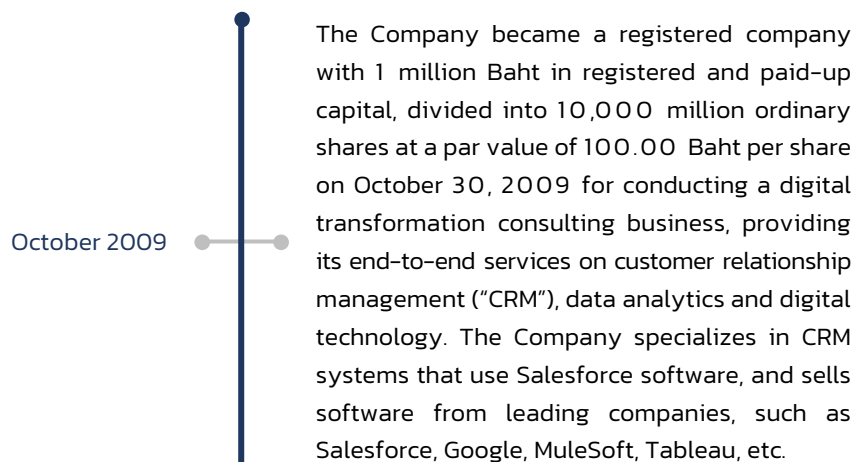 The Company became a registered company
with 1 million Baht in registered and paid-up
capital, divided into 10,000 million ordinary
shares at a par value of 100.00 Baht per share
on October 30, 2009 for conducting a digital
transformation consulting business, providing
October 2009
its end-to-end services on customer relationship
management (“CRM”), data analytics and digital
technology. The Company specializes in CRM
systems that use Salesforce software, and sells
software from leading companies, such as
Salesforce, Google, MuleSoft, Tableau, etc.